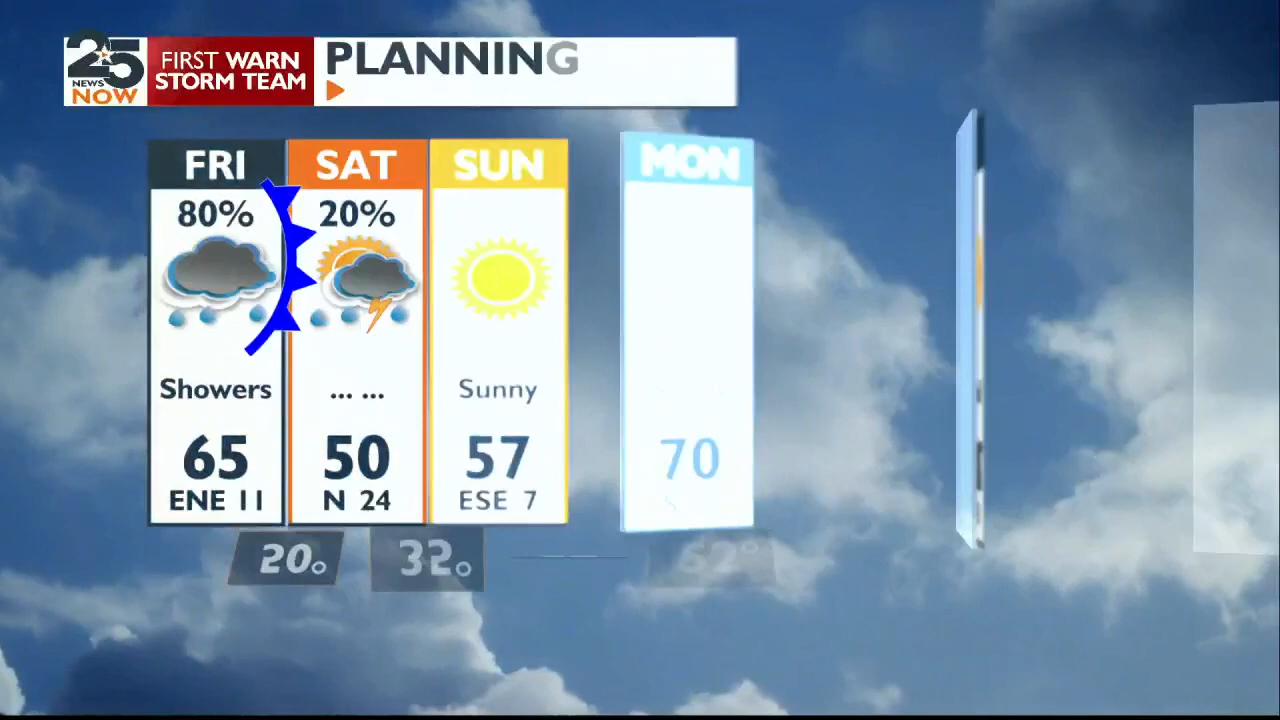 25
NEWS
NOW
FIRST WARN
STORM TEAM
PLANNING
FRI
80%
Showers
65
ENE 11
SAT
20%
... ...
50
N 24
SUN
Sunny
57
ESE 7
MON
70
20°
32°
62°